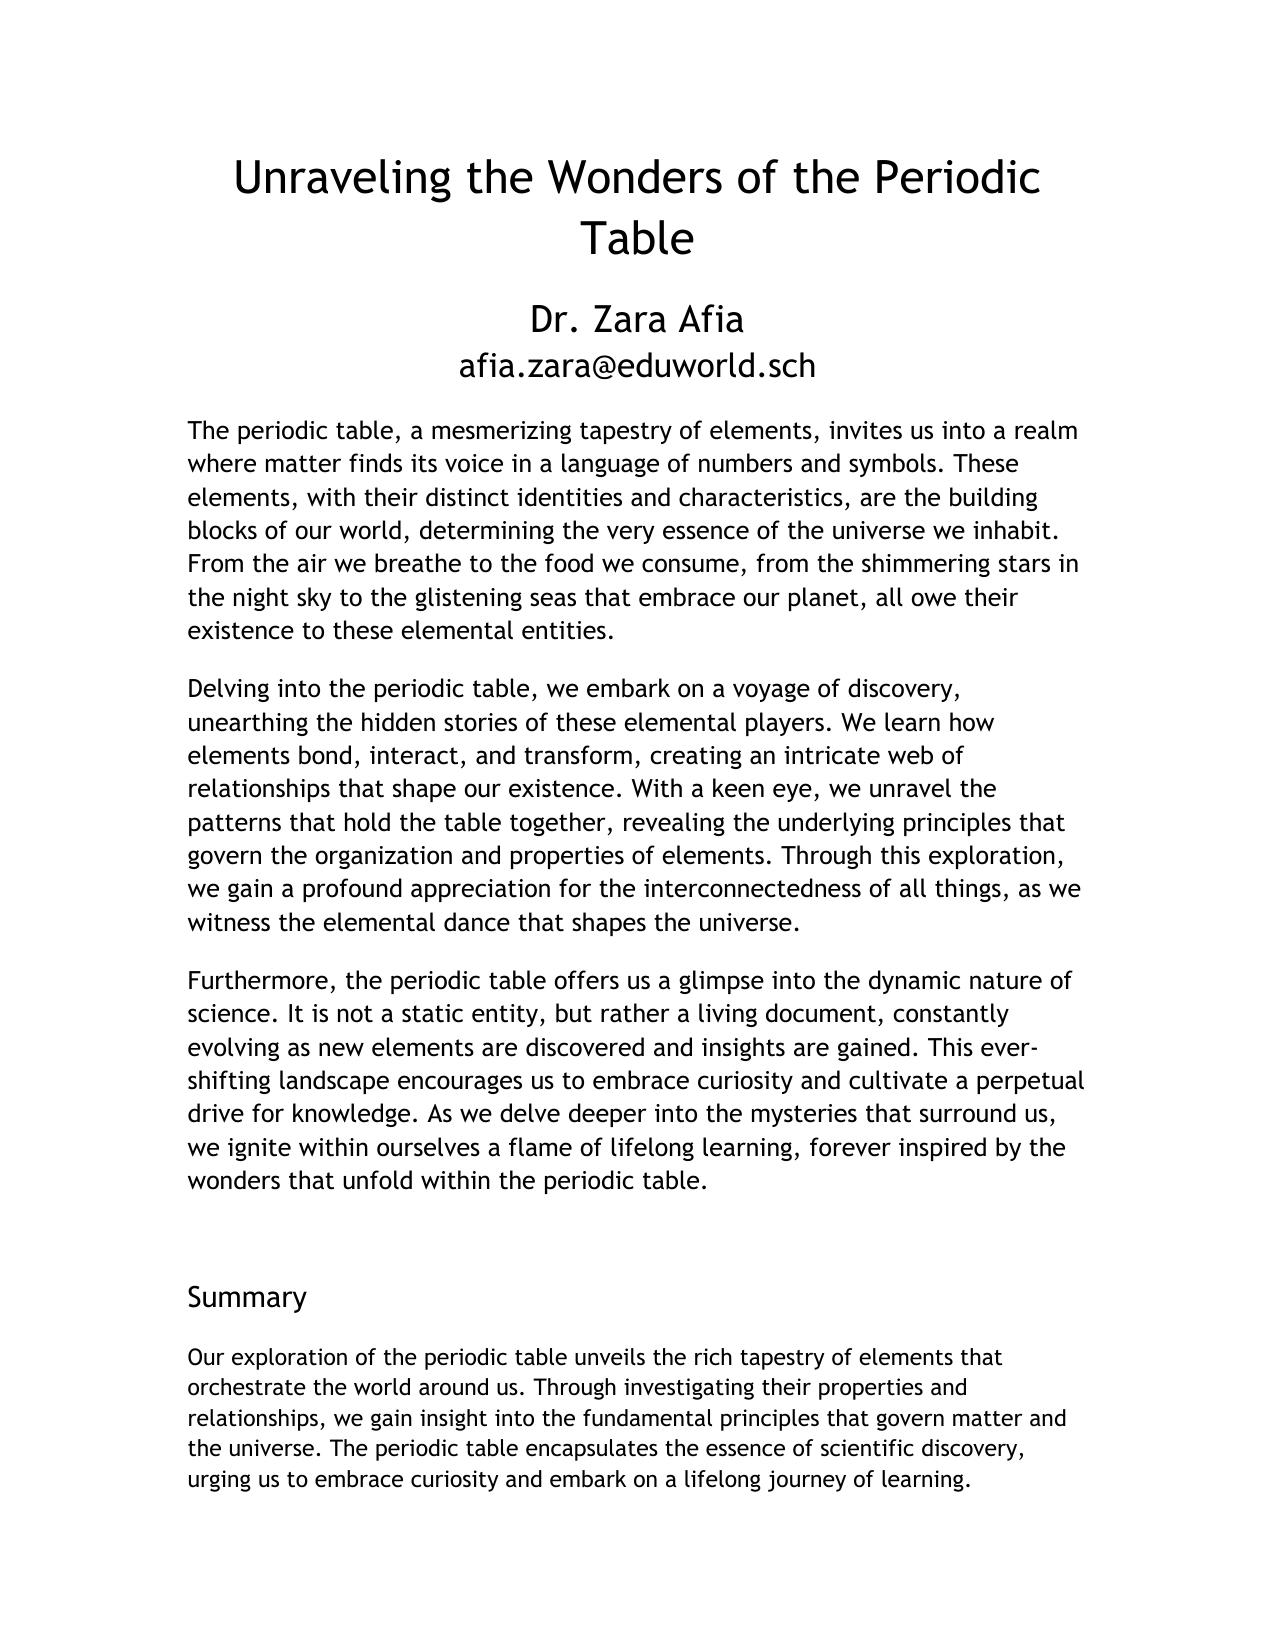 Unraveling the Wonders of the Periodic
Table
Dr. Zara Afia
afia.zara@eduworld.sch
The periodic table, a mesmerizing tapestry of elements, invites us into a realm
where matter finds its voice in a language of numbers and symbols. These
elements, with their distinct identities and characteristics, are the building
blocks of our world, determining the very essence of the universe we inhabit.
From the air we breathe to the food we consume, from the shimmering stars in
the night sky to the glistening seas that embrace our planet, all owe their
existence to these elemental entities.
Delving into the periodic table, we embark on a voyage of discovery,
unearthing the hidden stories of these elemental players. We learn how
elements bond, interact, and transform, creating an intricate web of
relationships that shape our existence. With a keen eye, we unravel the
patterns that hold the table together, revealing the underlying principles that
govern the organization and properties of elements. Through this exploration,
we gain a profound appreciation for the interconnectedness of all things, as we
witness the elemental dance that shapes the universe.
Furthermore, the periodic table offers us a glimpse into the dynamic nature of
science. It is not a static entity, but rather a living document, constantly
evolving as new elements are discovered and insights are gained. This ever-
shifting landscape encourages us to embrace curiosity and cultivate a perpetual
drive for knowledge. As we delve deeper into the mysteries that surround us,
we ignite within ourselves a flame of lifelong learning, forever inspired by the
wonders that unfold within the periodic table.
Summary
Our exploration of the periodic table unveils the rich tapestry of elements that
orchestrate the world around us. Through investigating their properties and
relationships, we gain insight into the fundamental principles that govern matter and
the universe. The periodic table encapsulates the essence of scientific discovery,
urging us to embrace curiosity and embark on a lifelong journey of learning.